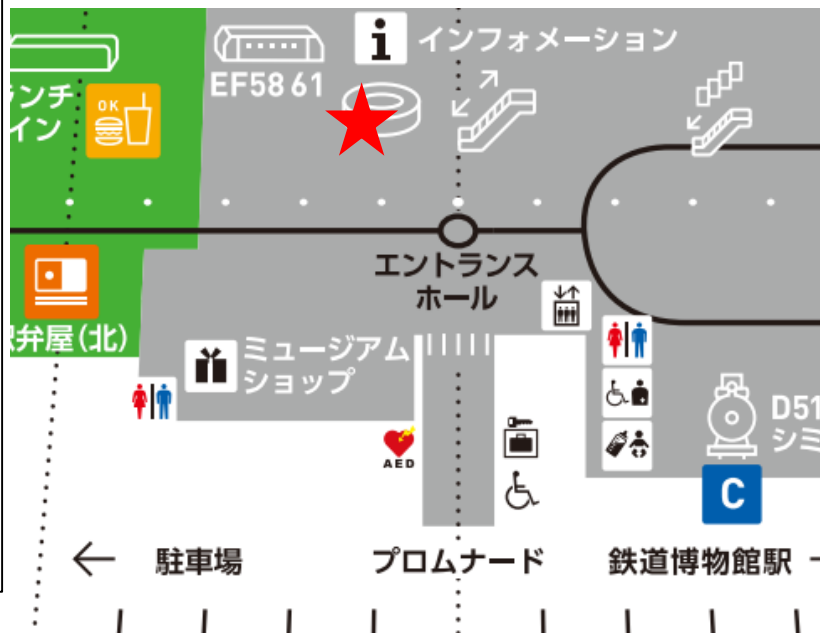 インフォメーション
EF58 61
ンチ
イン
OK
エントランス
ホール
弁屋(北)
ミュージアム
ショップ
D51
シミ
AED
C
← 駐車場
プロムナード
鉄道博物館駅